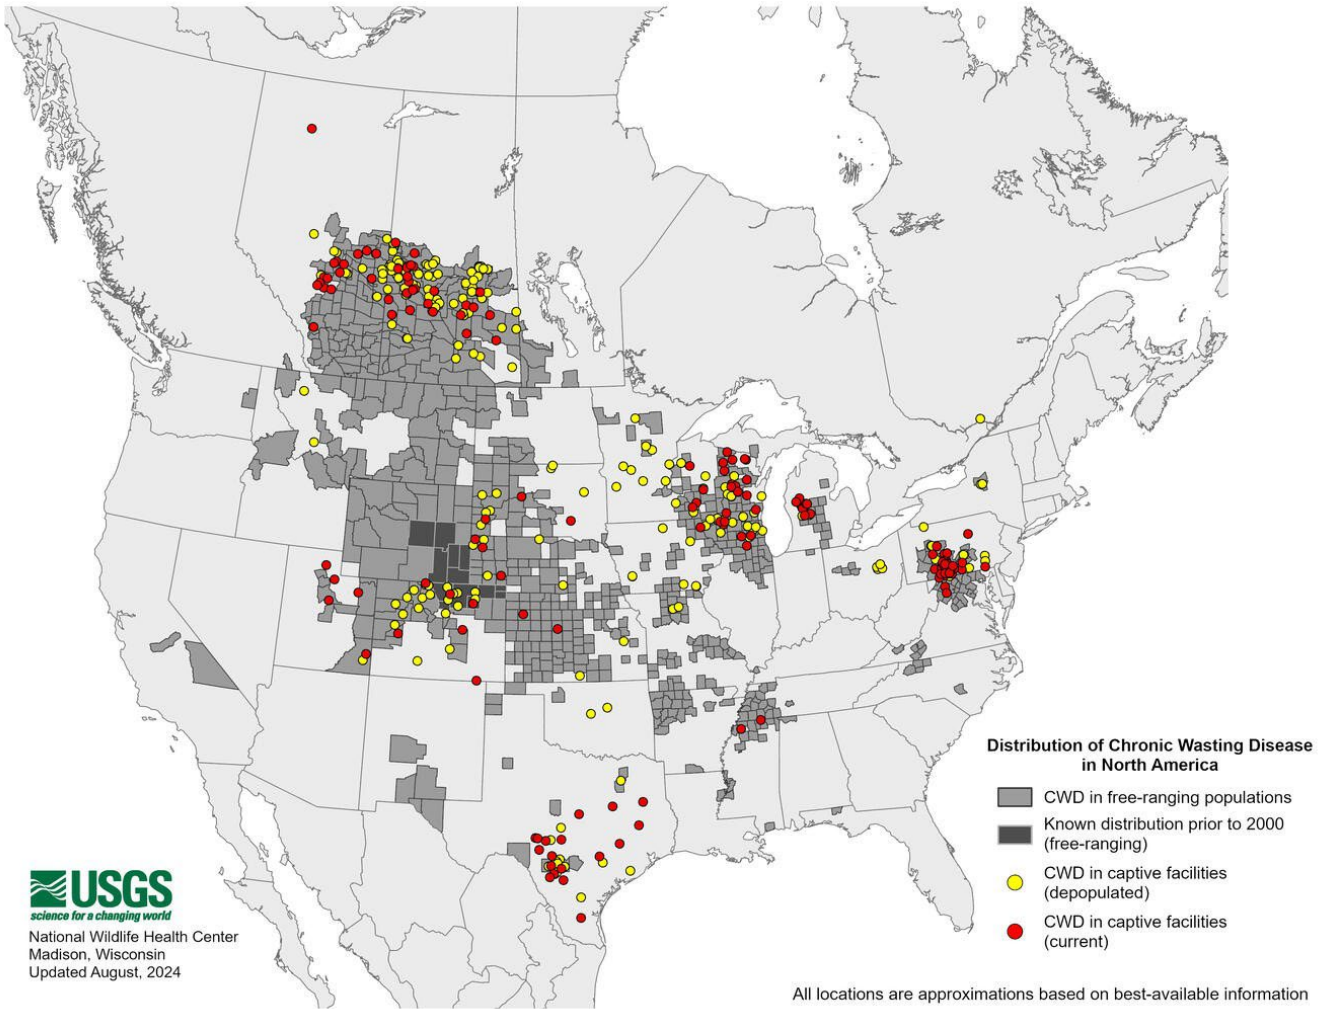 Distribution of Chronic Wasting Disease
in North America
CWD in free-ranging populations
Known distribution prior to 2000
(free-ranging)
CWD in captive facilities
(depopulated)
CWD in captive facilities
(current)
USGS
science for a changing world
National Wildlife Health Center
Madison, Wisconsin
Updated August, 2024
All locations are approximations based on best-available information